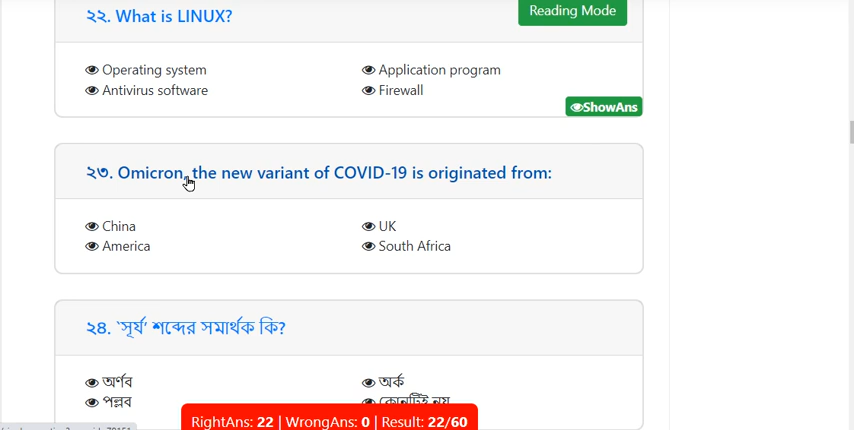 ২২. What is LINUX?
Reading Mode
Operating system
Application program
Antivirus software
Firewall
ShowAns
২৩. Omicron, the new variant of COVID-19 is originated from:
China
UK
America
South Africa
২৪. `সূর্য’ শব্দের সমার্থক কি?
অর্ণব
অর্ক
পল্লব
কোনটিই নয়
RightAns: 22 | WrongAns: 0 | Result: 22/60